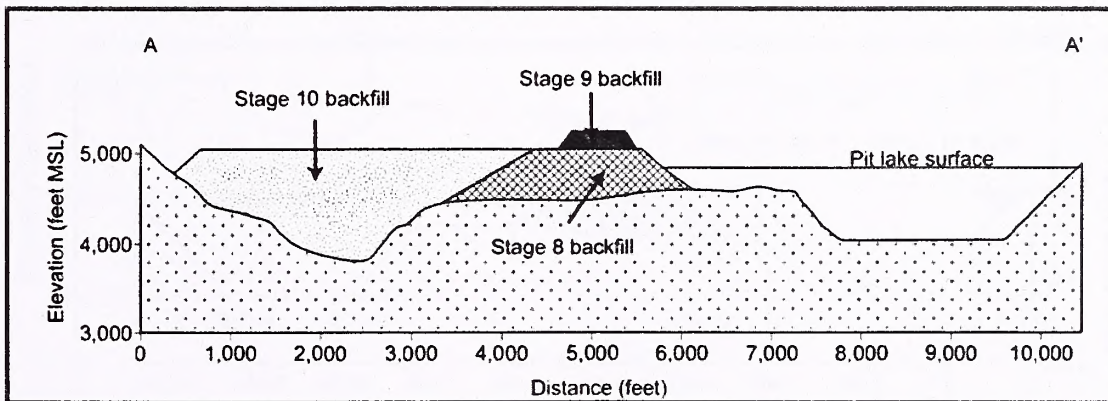 A
A'
Stage 9 backfill
Stage 10 backfill
Pit lake surface
Stage 8 backfill
Elevation (feet MSL)
5,000
4,000
3,000
0
1,000
2,000
3,000
4,000
5,000
6,000
7,000
8,000
9,000
10,000
Distance (feet)